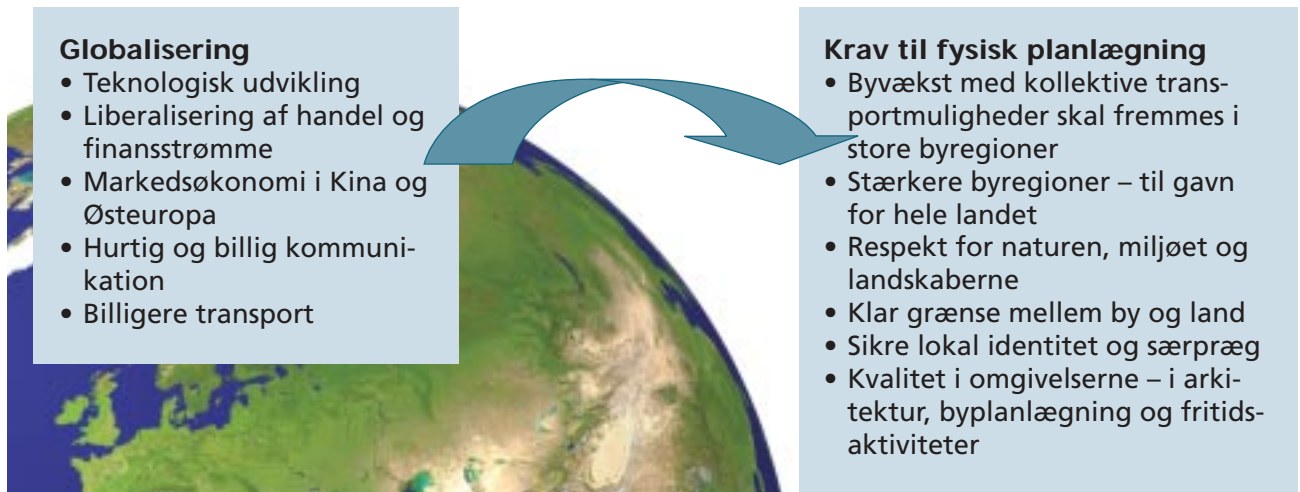 Globalisering
• Teknologisk udvikling
• Liberalisering af handel og
finansstrømme
• Markedsøkonomi i Kina og
Østeuropa
• Hurtig og billig kommuni-
kation
• Billigere transport
Krav til fysisk planlægning
• Byvækst med kollektive trans-
portmuligheder skal fremmes i
store byregioner
• Stærkere byregioner – til gavn
for hele landet
• Respekt for naturen, miljøet og
landskaberne
• Klar grænse mellem by og land
• Sikre lokal identitet og særpræg
• Kvalitet i omgivelserne – i arki-
tektur, byplanlægning og fritids-
aktiviteter